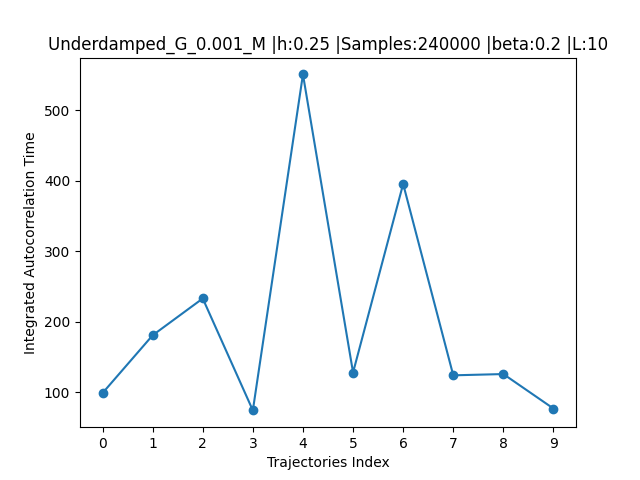 Underdamped_G_0.001_M |h:0.25 |Samples:240000 |beta:0.2 |L:10
Integrated Autocorrelation Time
500
400
300
200
100
0 1 2 3 4 5 6 7 8 9
Trajectories Index